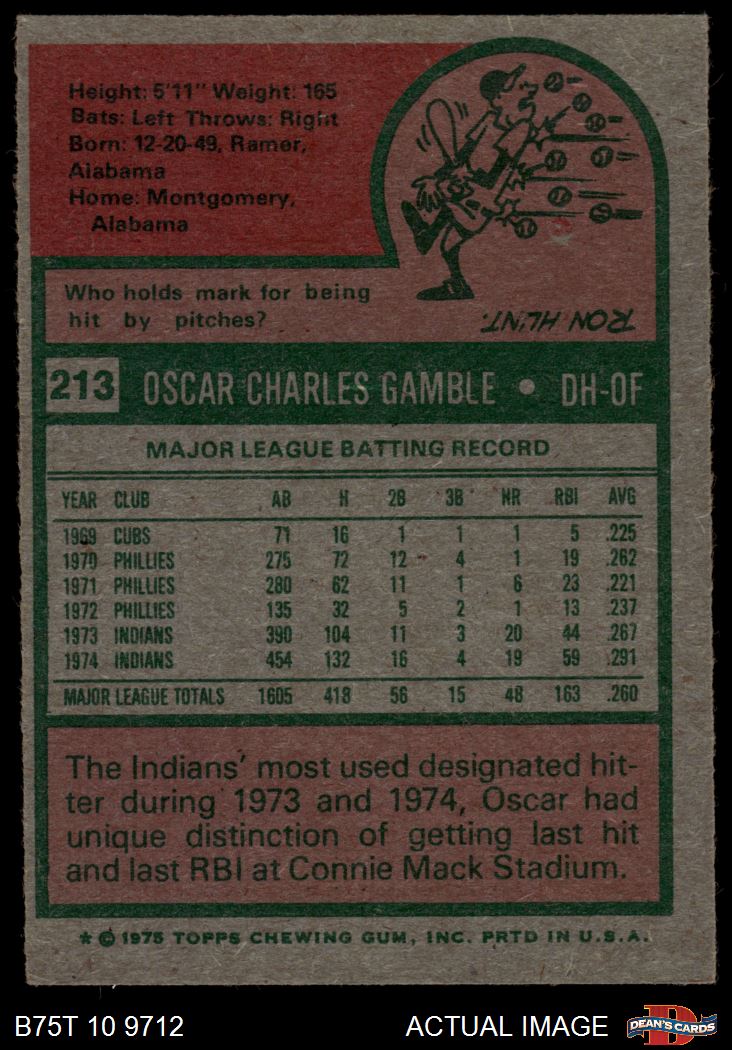 Height: 5'11" Weight: 165
Bats: Left Throws: Right
Born: 12-20-49, Ramer,
Alabama
Home: Montgomery,
Alabama
Who holds mark for being
hit by pitches?
RON HUNT.
213 OSCAR CHARLES GAMBLE • DH-OF
MAJOR LEAGUE BATTING RECORD
YEAR CLUB AB H 2B 3B HR RBI AVG
1969 CUBS 71 16 1 1 1 5 .225
1970 PHILLIES 275 72 12 4 1 19 .262
1971 PHILLIES 280 62 11 1 6 23 .221
1972 PHILLIES 135 32 5 2 1 13 .237
1973 INDIANS 390 104 11 3 20 44 .267
1974 INDIANS 454 132 16 4 19 59 .291
MAJOR LEAGUE TOTALS 1605 418 56 15 48 163 .260
The Indians' most used designated hit-
ter during 1973 and 1974, Oscar had
unique distinction of getting last hit
and last RBI at Connie Mack Stadium.
* © 1975 TOPPS CHEWING GUM, INC. PRTD IN U.S.A.
B75T 10 9712 ACTUAL IMAGE DEAN'S CARDS